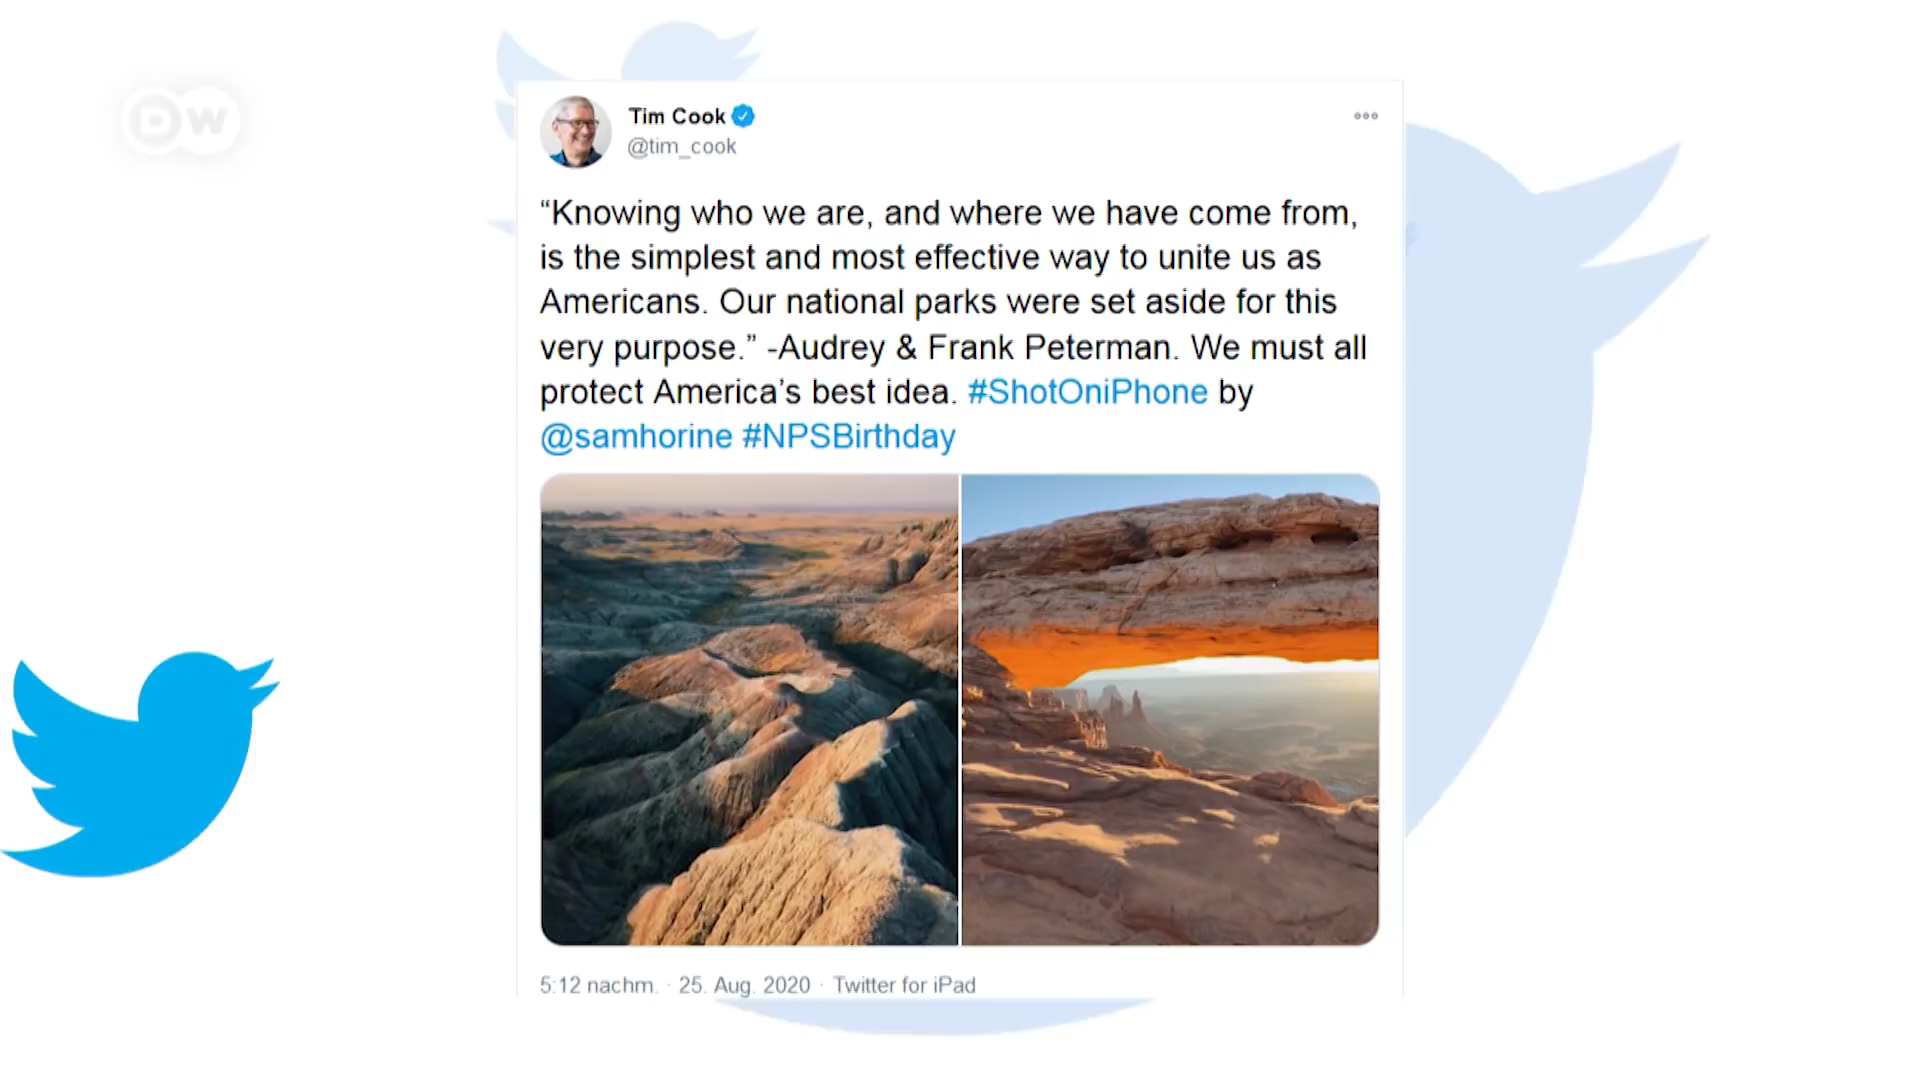 DW
Tim Cook
@tim_cook
“Knowing who we are, and where we have come from,
is the simplest and most effective way to unite us as
Americans. Our national parks were set aside for this
very purpose.” -Audrey & Frank Peterman. We must all
protect America’s best idea. #ShotOniPhone by
@samhorine #NPSBirthday
5:12 nachm. · 25. Aug. 2020 · Twitter for iPad